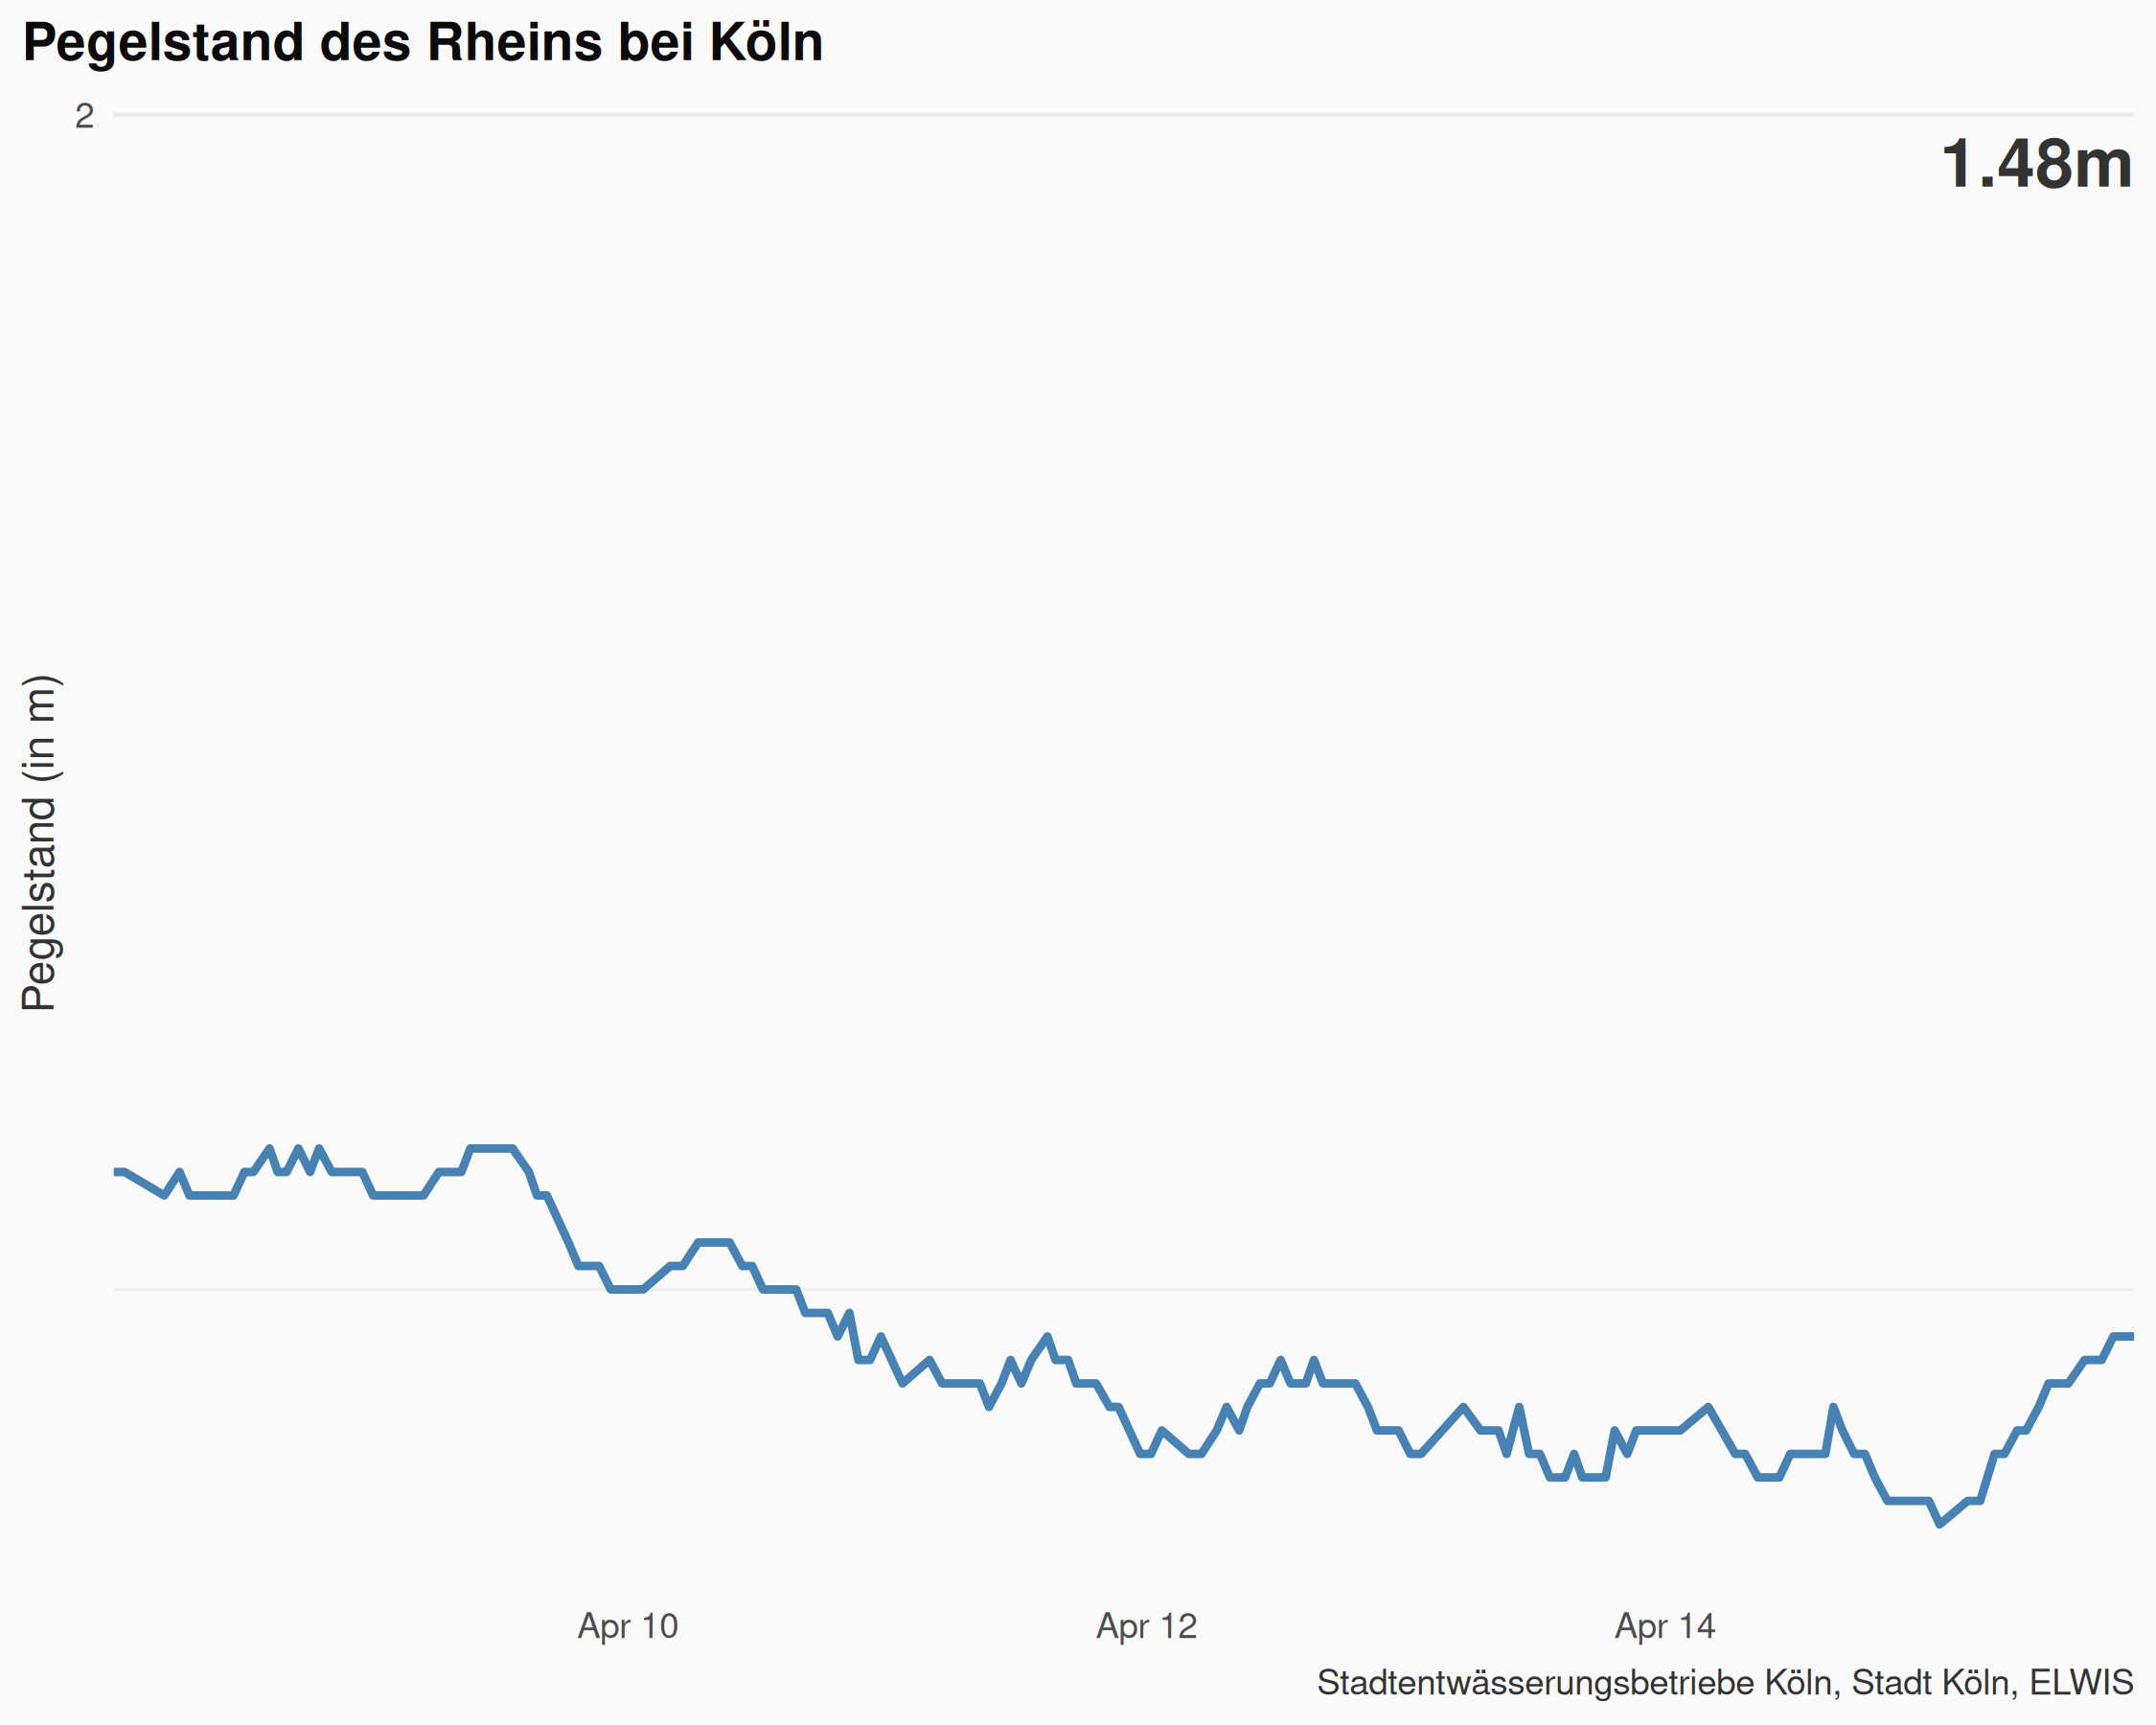 Pegelstand des Rheins bei Köln
2
1.48m
Pegelstand (in m)
Apr 10
Apr 12
Apr 14
Stadtentwässerungsbetriebe Köln, Stadt Köln, ELWIS